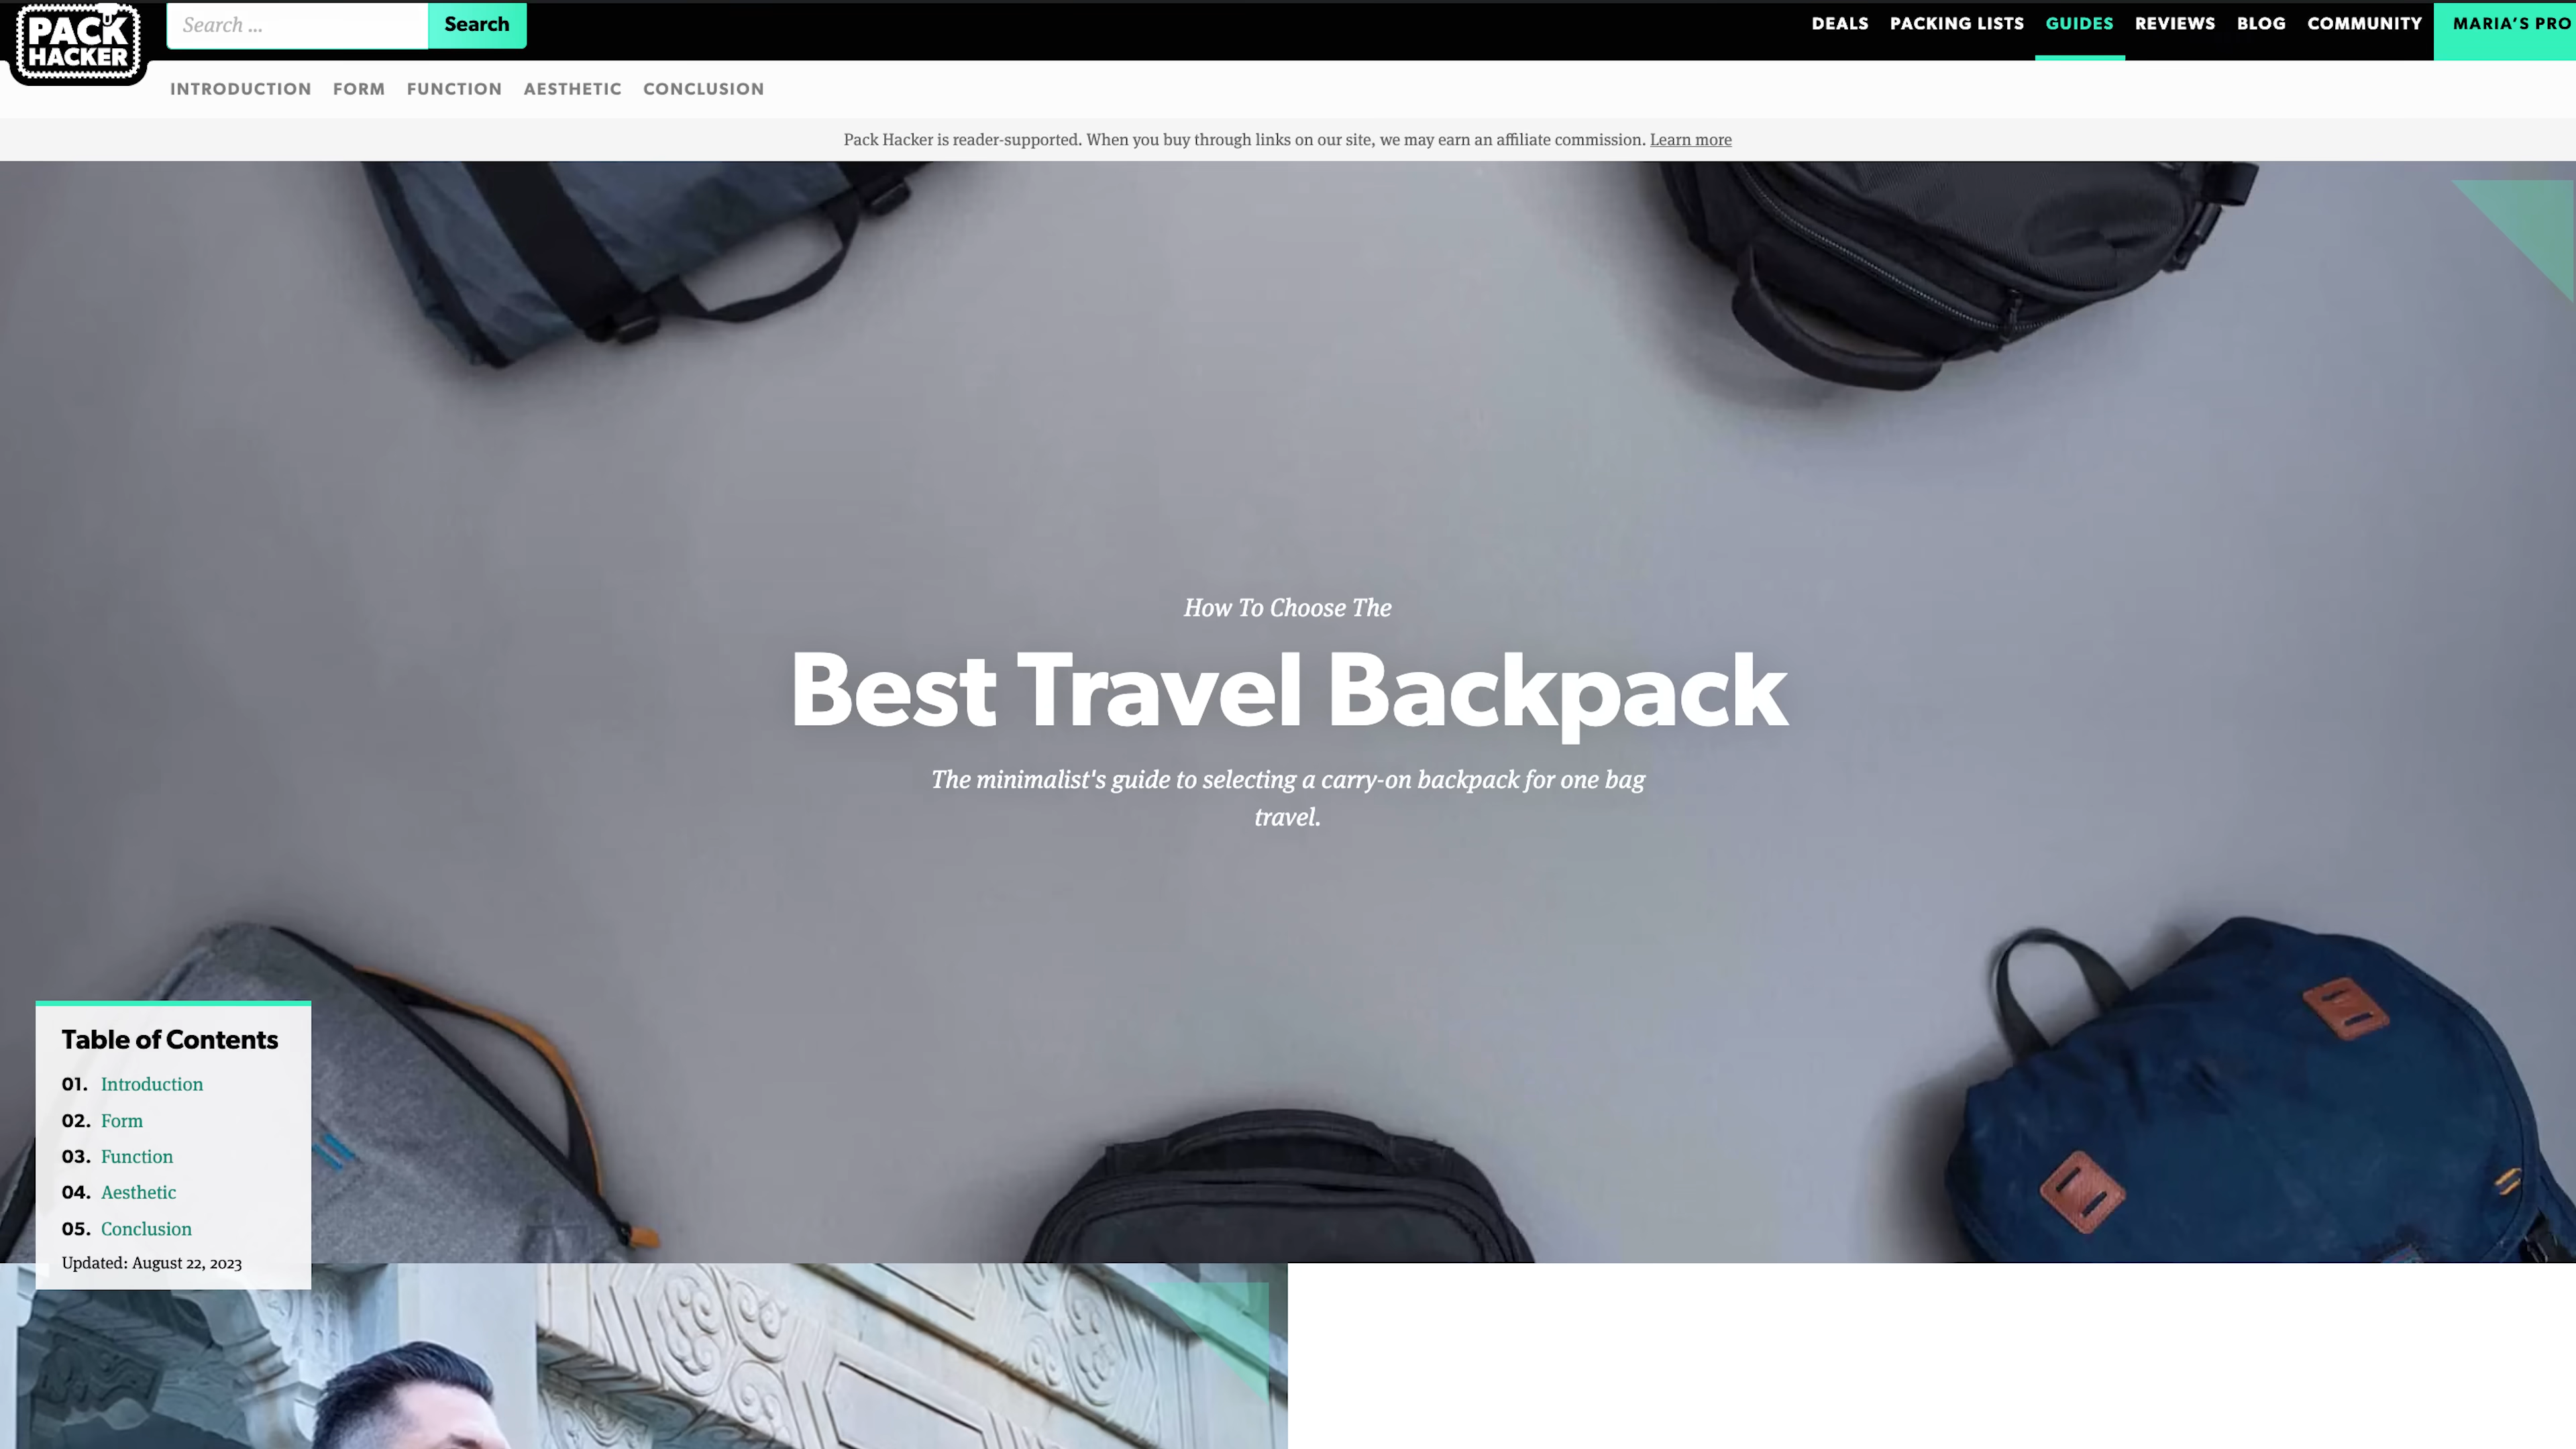 PACK
HACKER
Search ...
Search
DEALS
PACKING LISTS
GUIDES
REVIEWS
BLOG
COMMUNITY
MARIA'S PRO
INTRODUCTION
FORM
FUNCTION
AESTHETIC
CONCLUSION
Pack Hacker is reader-supported. When you buy through links on our site, we may earn an affiliate commission. Learn more
How To Choose The
Best Travel Backpack
The minimalist's guide to selecting a carry-on backpack for one bag
travel.
Table of Contents
01. Introduction
02. Form
03. Function
04. Aesthetic
05. Conclusion
Updated: August 22, 2023